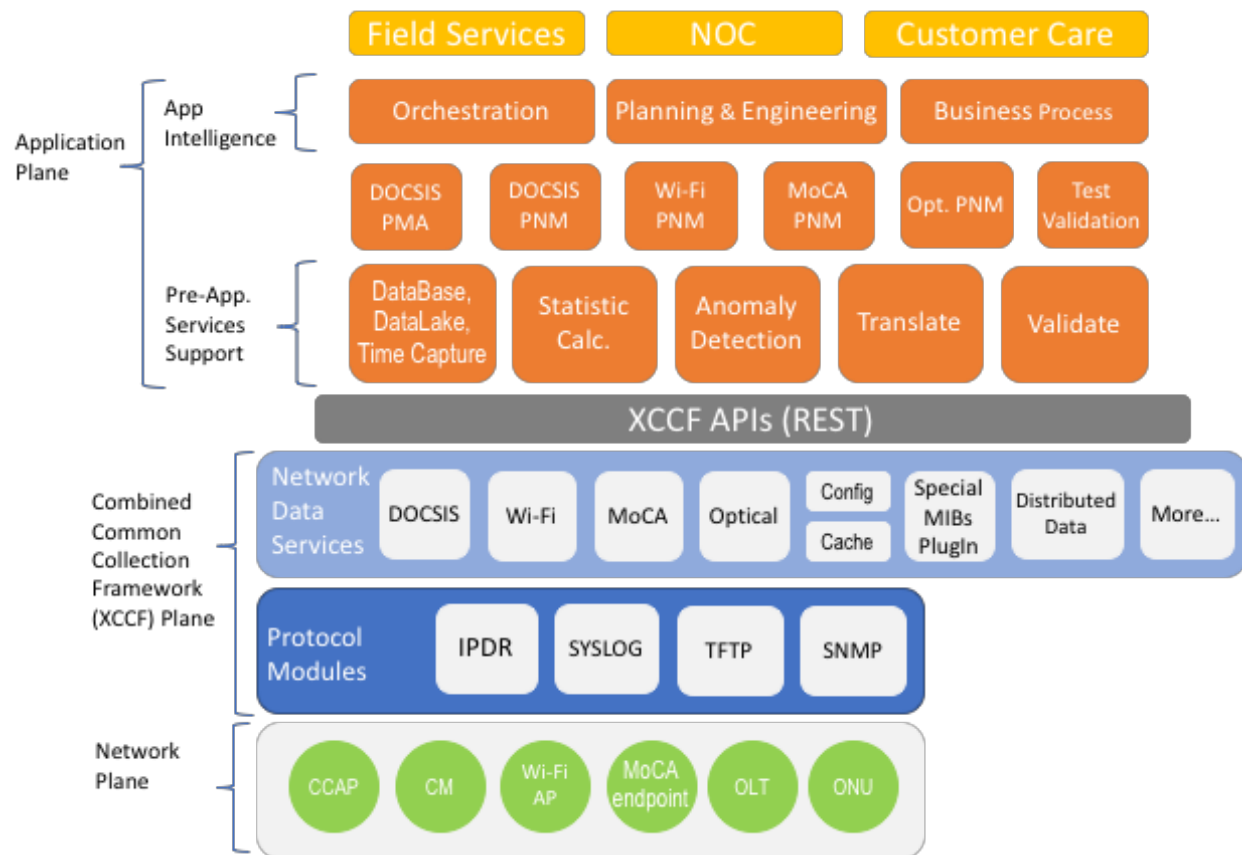 Field Services
NOC
Customer Care
Application
Plane
App
Intelligence
Orchestration
Planning & Engineering
Business Process
DOCSIS
PMA
DOCSIS
PNM
Wi-Fi
PNM
MoCA
PNM
Opt. PNM
Test
Validation
Pre-App.
Services
Support
DataBase,
DataLake,
Time Capture
Statistic
Calc.
Anomaly
Detection
Translate
Validate
XCCF APIs (REST)
Combined
Common
Collection
Framework
(XCCF) Plane
Network
Data
Services
DOCSIS
Wi-Fi
MoCA
Optical
Config
Cache
Special
MIBs
PlugIn
Distributed
Data
More...
Protocol
Modules
IPDR
SYSLOG
TFTP
SNMP
Network
Plane
CCAP
CM
Wi-Fi
AP
MoCA
endpoint
OLT
ONU